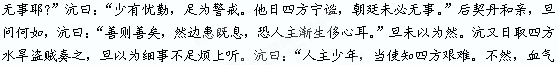 无事耶?”沆曰:“少有忧勤,足为警戒。他日四方宁谧,朝廷未必无事。”后契丹和亲,旦
问何如,沆曰:“善则善矣,然边患既息,恐人主渐生侈心耳。”旦未以为然。沆又日取四方
水旱盗贼奏之,旦以为细事不足烦上听。沆曰:“人主少年,当使知四方艰难。不然,血气